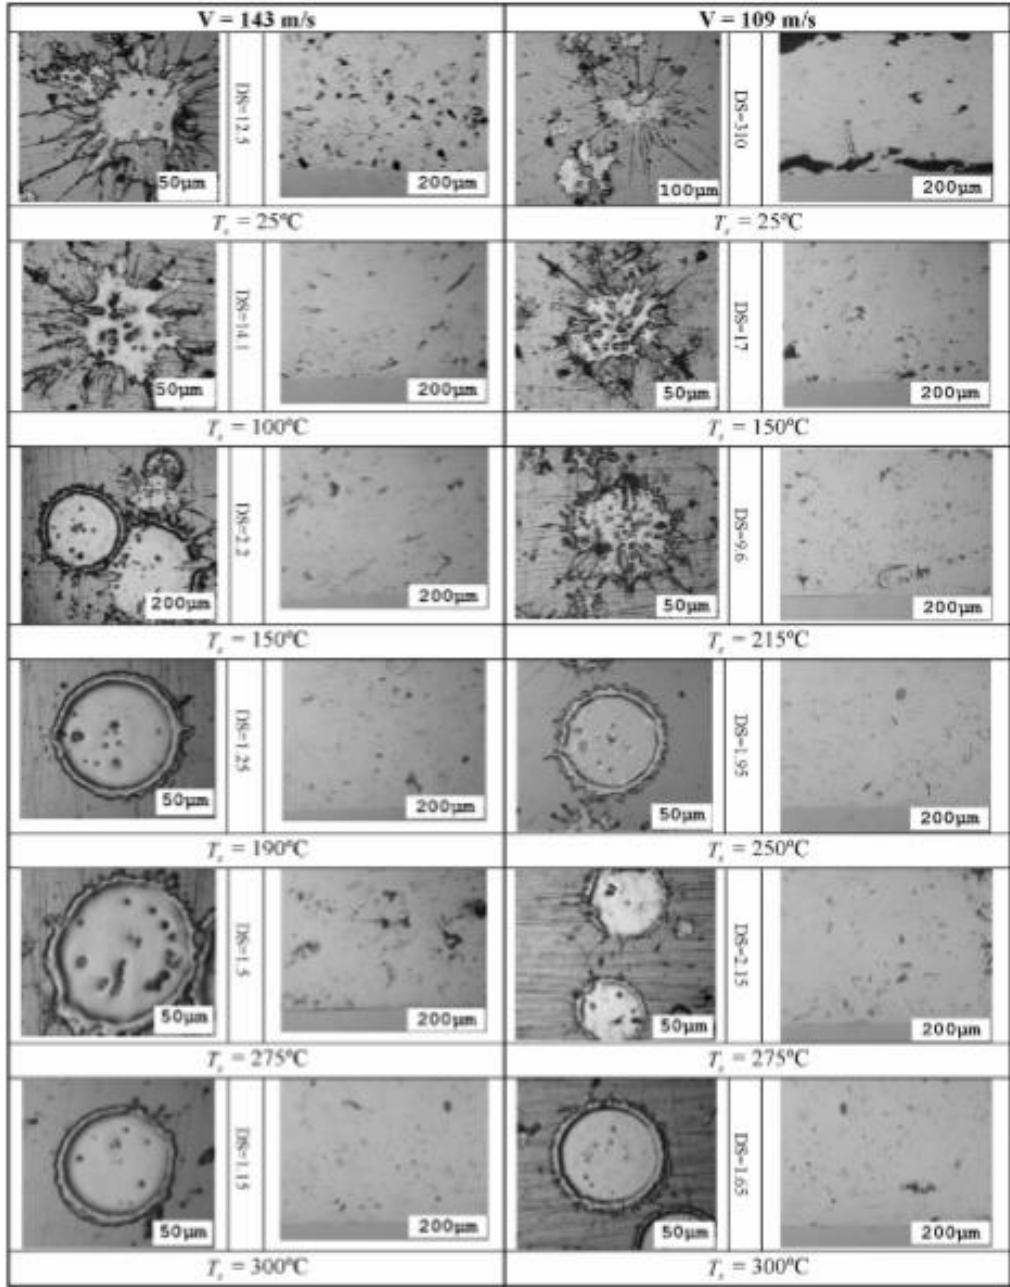 V = 143 m/s V = 109 m/s
50µm DS=12.5 200µm 100µm DS=310 200µm
Ts = 25°C Ts = 25°C
50µm DS=14.1 200µm 50µm DS=17 200µm
Ts = 100°C Ts = 150°C
200µm DS=2.2 200µm 50µm DS=9.6 200µm
Ts = 150°C Ts = 215°C
50µm DS=1.25 200µm 50µm DS=1.95 200µm
Ts = 190°C Ts = 250°C
50µm DS=1.5 200µm 50µm DS=2.15 200µm
Ts = 275°C Ts = 275°C
50µm DS=1.15 200µm 50µm DS=1.65 200µm
Ts = 300°C Ts = 300°C